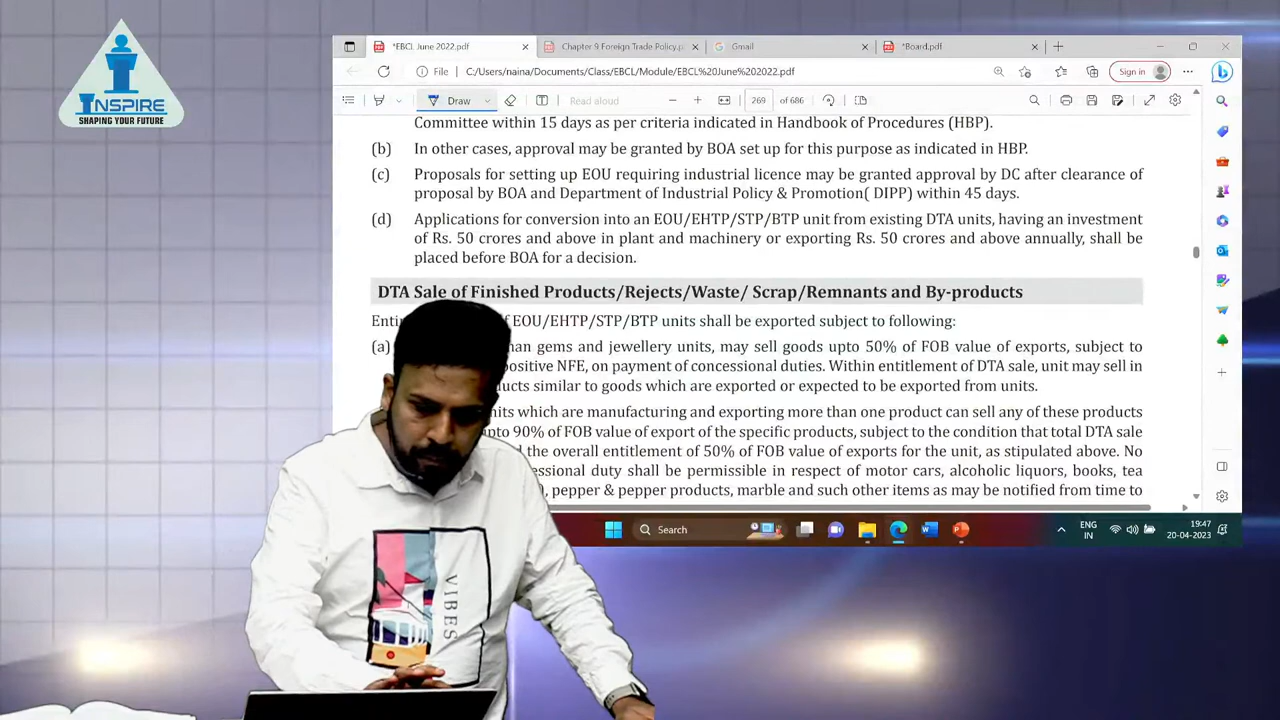 INSPIRE
SHAPING YOUR FUTURE
*EBCL June 2022.pdf
Chapter 9 Foreign Trade Policy.p
Gmail
*Board.pdf
File
C:/Users/naina/Documents/Class/EBCL/Module/EBCL%20June%202022.pdf
Sign in
Draw
Read aloud
269
of 686
Committee within 15 days as per criteria indicated in Handbook of Procedures (HBP).
(b) In other cases, approval may be granted by BOA set up for this purpose as indicated in HBP.
(c) Proposals for setting up EOU requiring industrial licence may be granted approval by DC after clearance of
proposal by BOA and Department of Industrial Policy & Promotion( DIPP) within 45 days.
(d) Applications for conversion into an EOU/EHTP/STP/BTP unit from existing DTA units, having an investment
of Rs. 50 crores and above in plant and machinery or exporting Rs. 50 crores and above annually, shall be
placed before BOA for a decision.
DTA Sale of Finished Products/Rejects/Waste/ Scrap/Remnants and By-products
EOU/EHTP/STP/BTP units shall be exported subject to following:
(a) gems and jewellery units, may sell goods upto 50% of FOB value of exports, subject to
positive NFE, on payment of concessional duties. Within entitlement of DTA sale, unit may sell in
similar to goods which are exported or expected to be exported from units.
which are manufacturing and exporting more than one product can sell any of these products
90% of FOB value of export of the specific products, subject to the condition that total DTA sale
the overall entitlement of 50% of FOB value of exports for the unit, as stipulated above. No
duty shall be permissible in respect of motor cars, alcoholic liquors, books, tea
, pepper & pepper products, marble and such other items as may be notified from time to
Search
ENG
IN
19:47
20-04-2023
VIBES